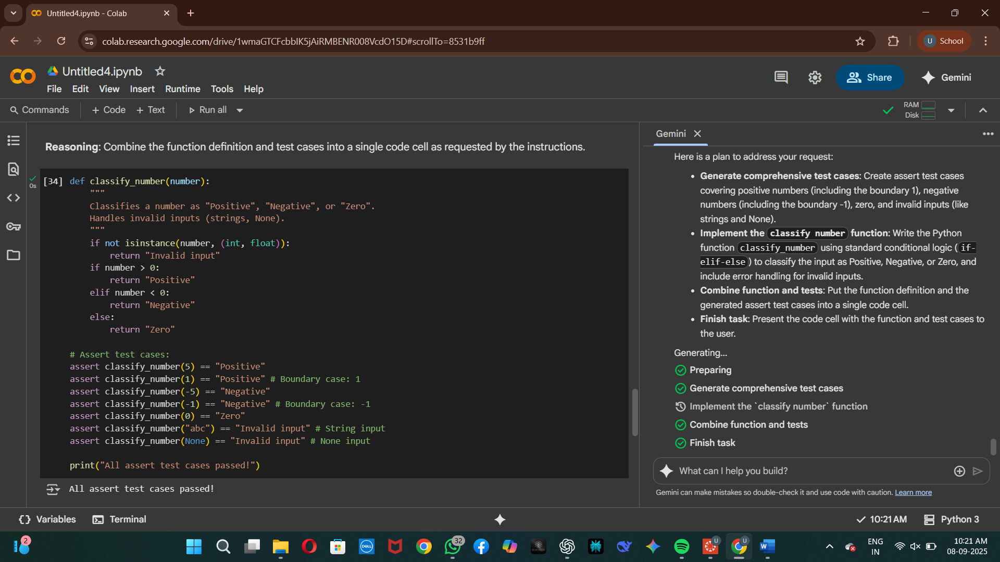 Untitled4.ipynb - Colab
colab.research.google.com/drive/1wmaGTCFcbbIK5jAiRMBENR008VcdO15D#scrollTo=8531b9ff
U School
Untitled4.ipynb
Share
Gemini
File Edit View Insert Runtime Tools Help
Commands + Code + Text Run all
RAM
Disk
Reasoning: Combine the function definition and test cases into a single code cell as requested by the instructions.
0s
[34] def classify_number(number):
"""
Classifies a number as "Positive", "Negative", or "Zero".
Handles invalid inputs (strings, None).
"""
if not isinstance(number, (int, float)):
return "Invalid input"
if number > 0:
return "Positive"
elif number < 0:
return "Negative"
else:
return "Zero"
# Assert test cases:
assert classify_number(5) == "Positive"
assert classify_number(1) == "Positive" # Boundary case: 1
assert classify_number(-5) == "Negative"
assert classify_number(-1) == "Negative" # Boundary case: -1
assert classify_number(0) == "Zero"
assert classify_number("abc") == "Invalid input" # String input
assert classify_number(None) == "Invalid input" # None input
print("All assert test cases passed!")
All assert test cases passed!
Gemini
Here is a plan to address your request:
• Generate comprehensive test cases: Create assert test cases
covering positive numbers (including the boundary 1), negative
numbers (including the boundary -1), zero, and invalid inputs (like
strings and None).
• Implement the classify number function: Write the Python
function classify_number using standard conditional logic ( if-
elif-else ) to classify the input as Positive, Negative, or Zero, and
include error handling for invalid inputs.
• Combine function and tests: Put the function definition and the
generated assert test cases into a single code cell.
• Finish task: Present the code cell with the function and test cases to
the user.
Generating...
Preparing
Generate comprehensive test cases
Implement the `classify number` function
Combine function and tests
Finish task
What can I help you build?
Gemini can make mistakes so double-check it and use code with caution. Learn more
{} Variables Terminal
10:21 AM Python 3
2
DELL
32
U
U
W
ENG
IN
10:21 AM
08-09-2025